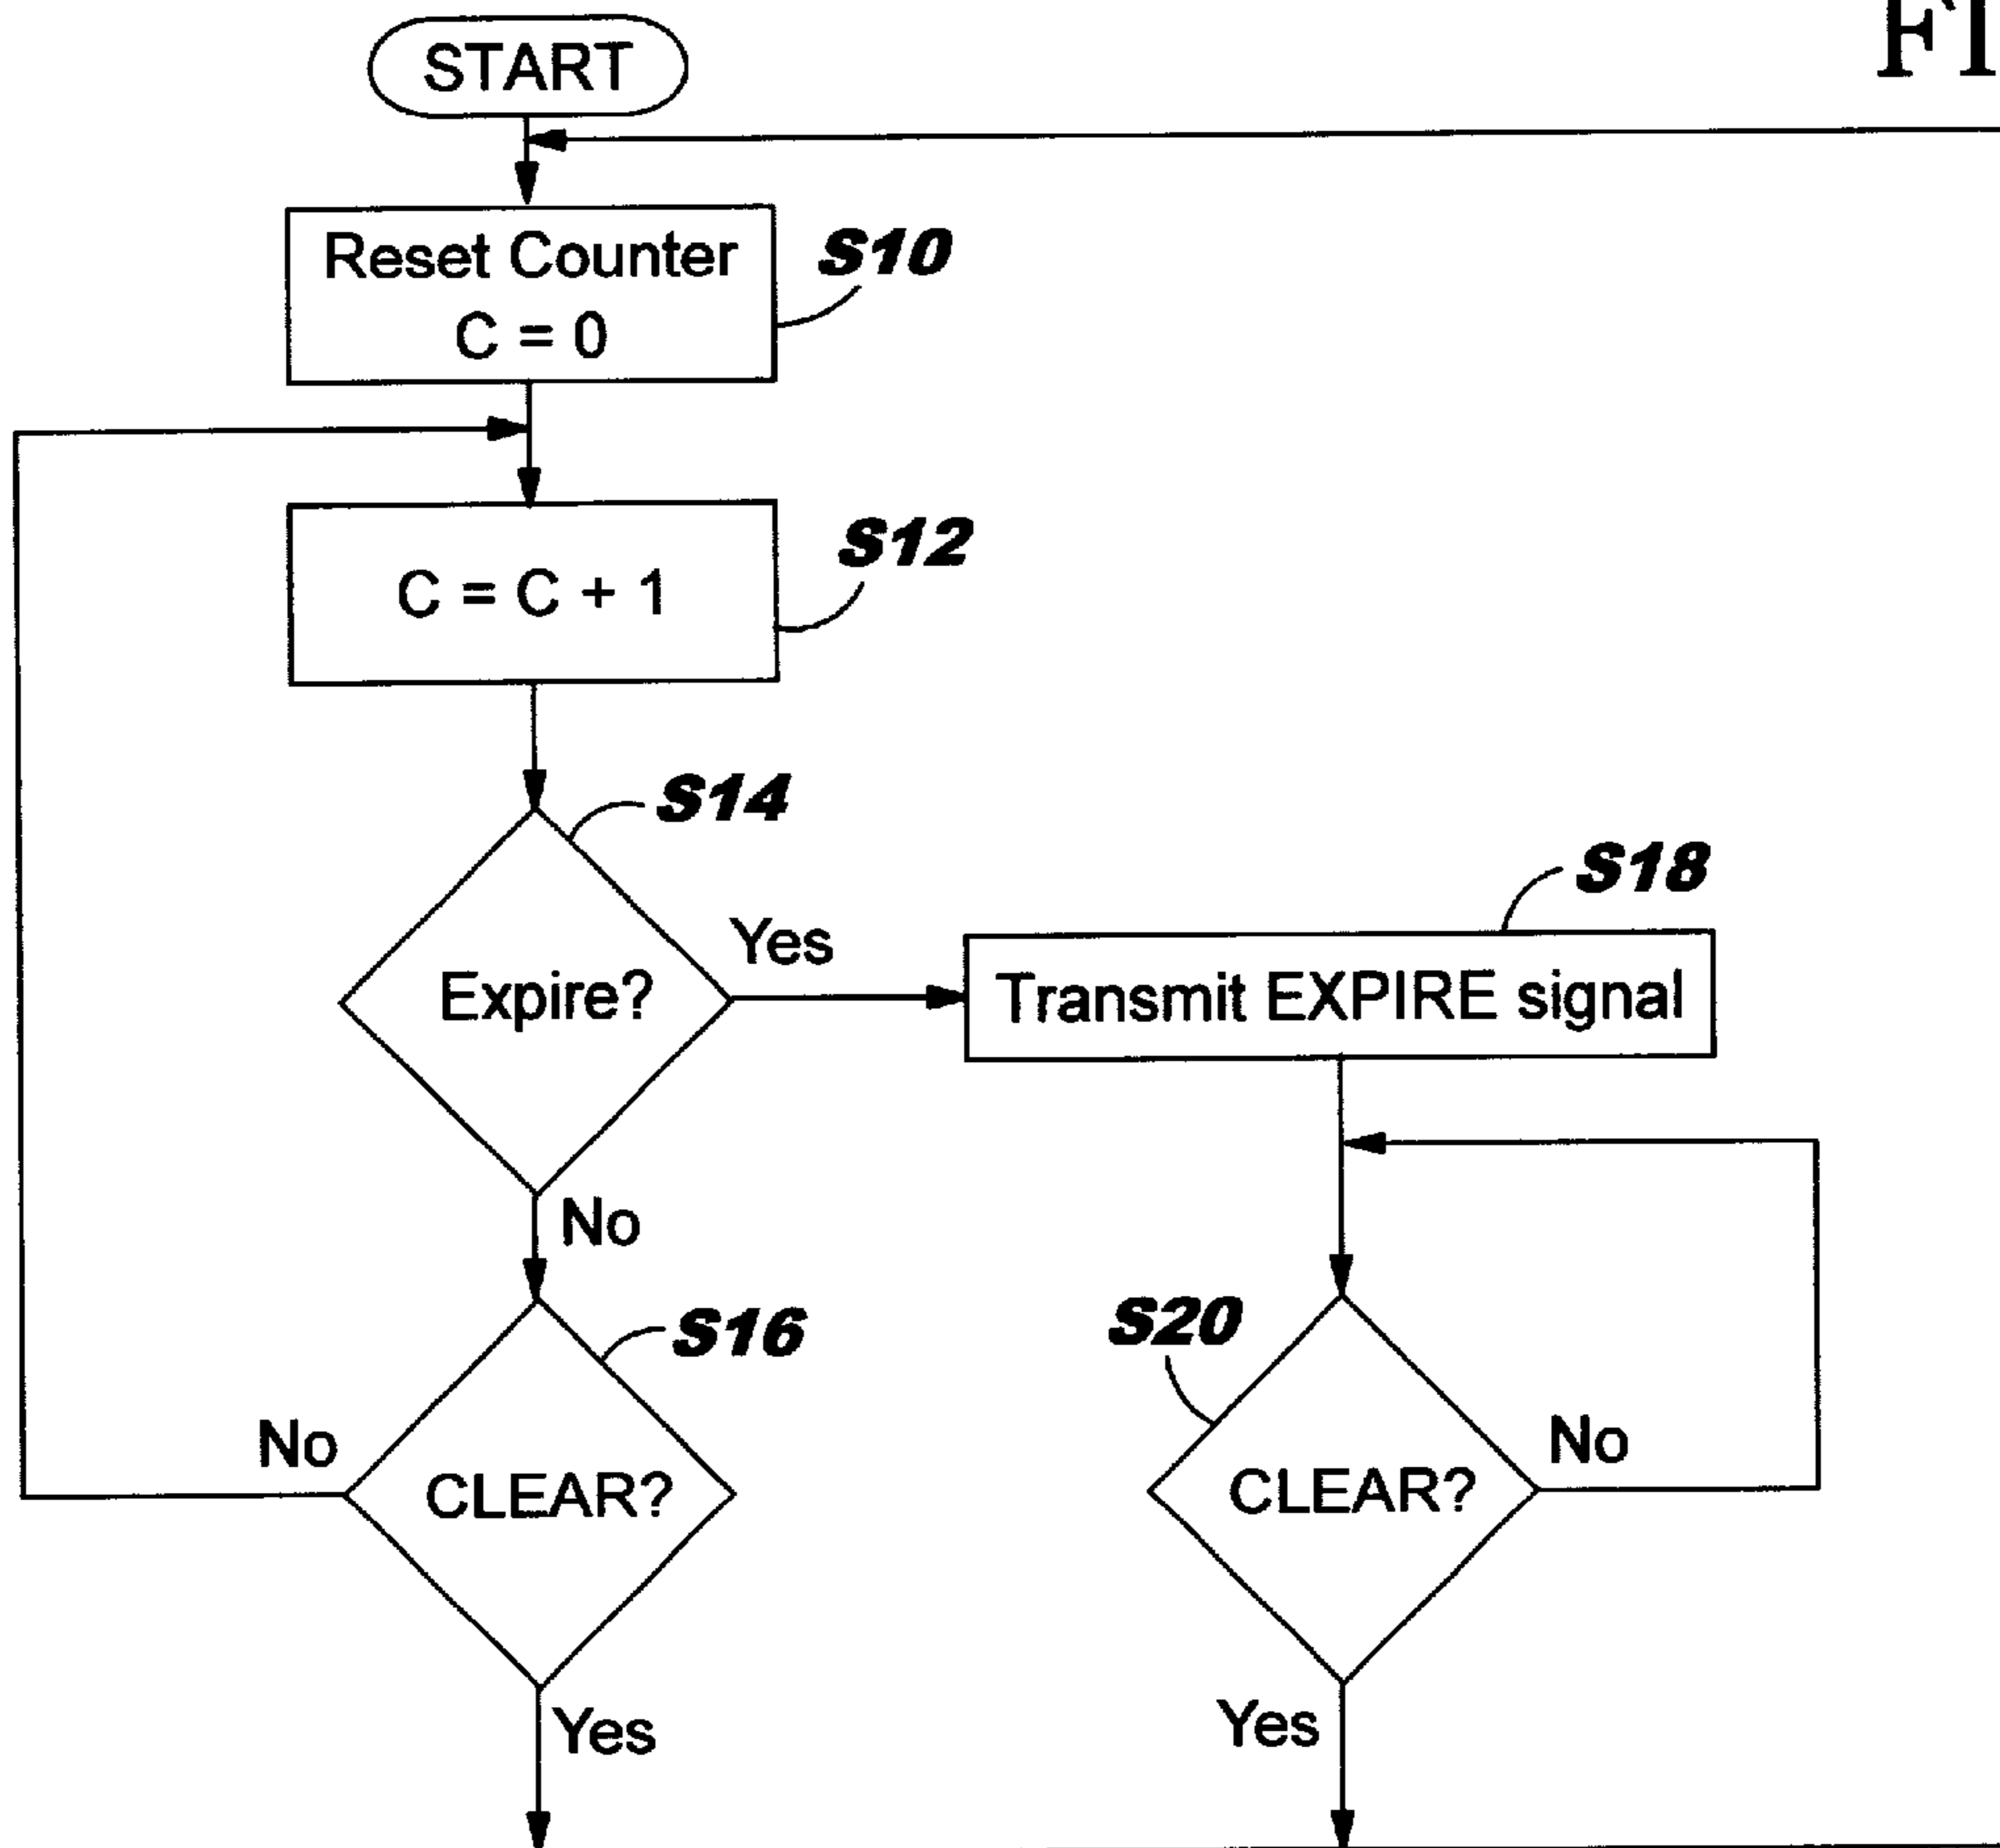 START
Reset Counter
C = 0
S10
C = C + 1
S12
S14
Expire?
Yes
No
S18
Transmit EXPIRE signal
S16
CLEAR?
No
Yes
S20
CLEAR?
No
Yes